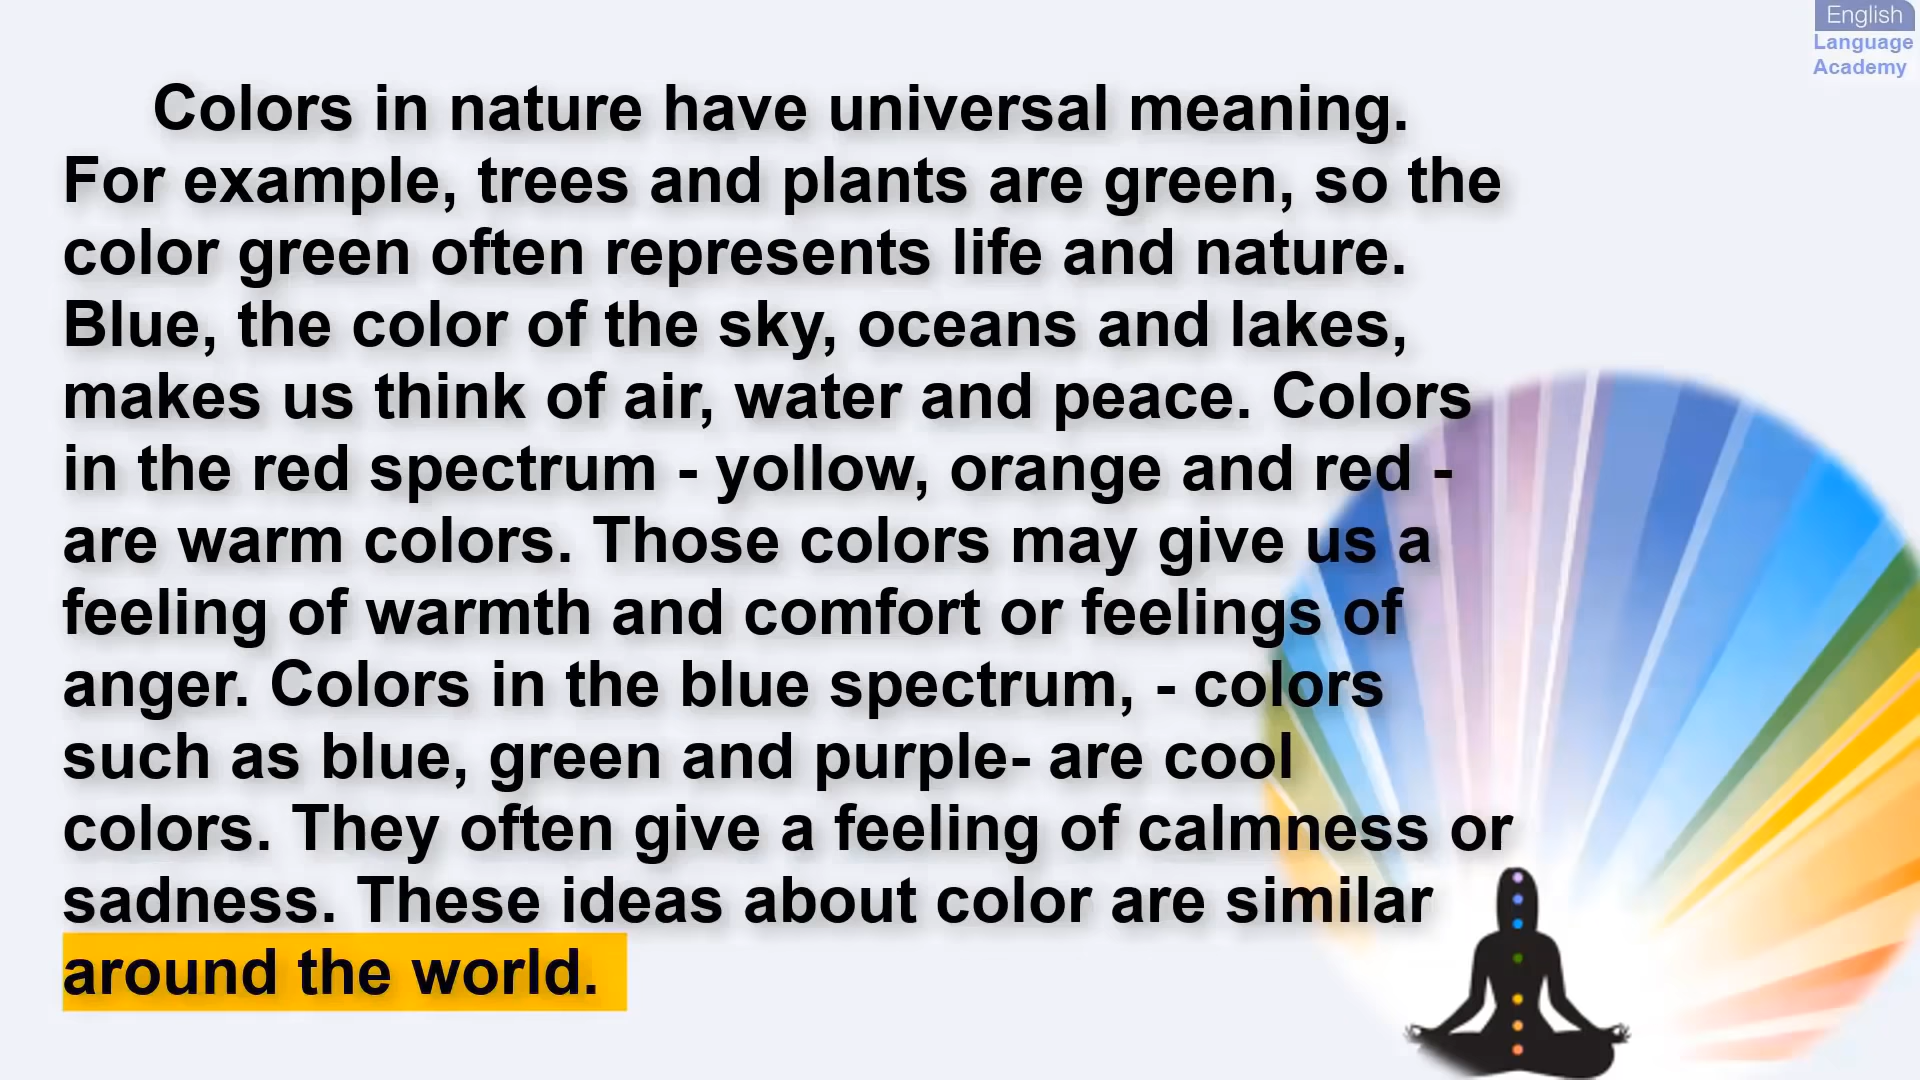 English
Language
Academy
Colors in nature have universal meaning.
For example, trees and plants are green, so the
color green often represents life and nature.
Blue, the color of the sky, oceans and lakes,
makes us think of air, water and peace. Colors
in the red spectrum - yollow, orange and red -
are warm colors. Those colors may give us a
feeling of warmth and comfort or feelings of
anger. Colors in the blue spectrum, - colors
such as blue, green and purple- are cool
colors. They often give a feeling of calmness or
sadness. These ideas about color are similar
around the world.